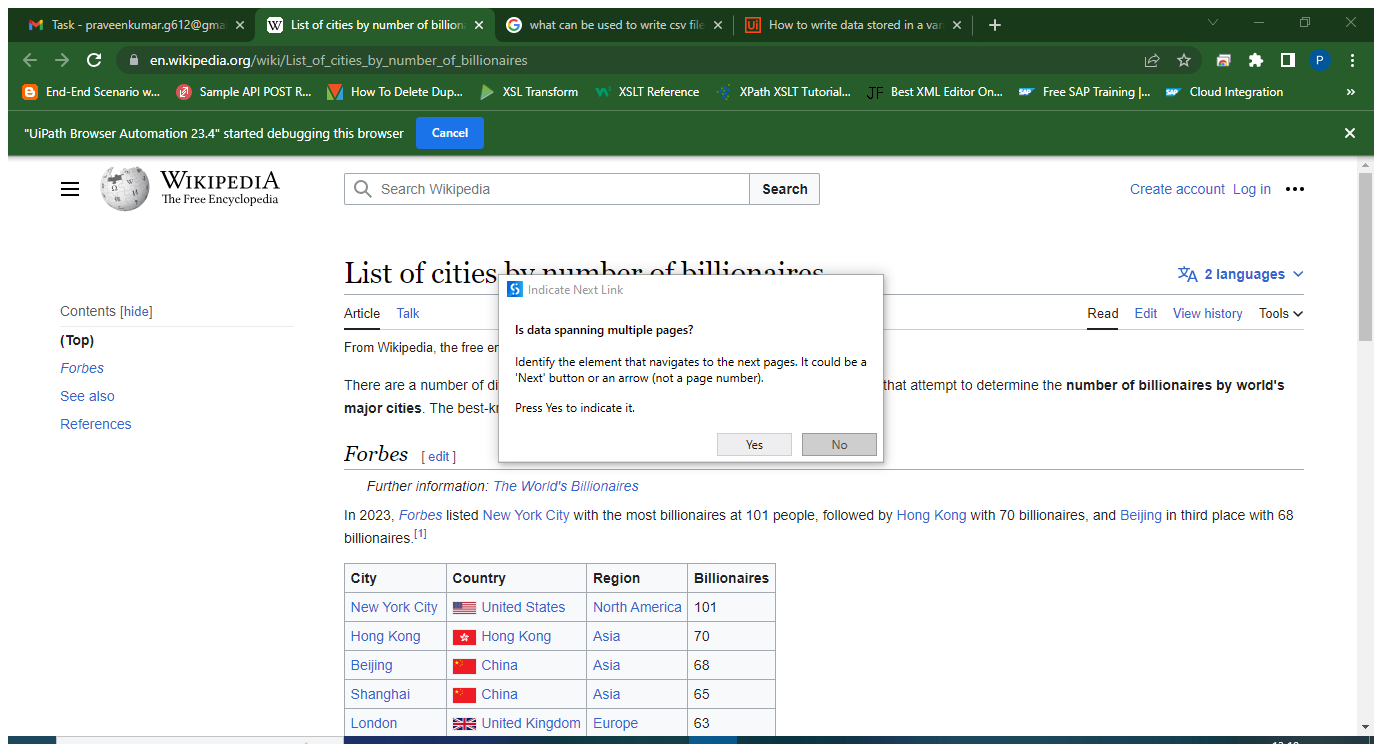 Task - praveenkumar.g612@gma
List of cities by number of billiona
what can be used to write csv file
Ui How to write data stored in a var
en.wikipedia.org/wiki/List_of_cities_by_number_of_billionaires
P
End-End Scenario w...
Sample API POST R...
How To Delete Dup...
XSL Transform
XSLT Reference
XPath XSLT Tutorial...
JF Best XML Editor On...
SAP Free SAP Training |...
SAP Cloud Integration
»
"UiPath Browser Automation 23.4" started debugging this browser
Cancel
WIKIPEDIA
The Free Encyclopedia
Search Wikipedia
Search
Create account Log in
List of cities by number of billionaires
2 languages
Contents [hide]
(Top)
Forbes
See also
References
Article Talk
Read Edit View history Tools
From Wikipedia, the free en
There are a number of di
that attempt to determine the number of billionaires by world's
major cities. The best-k
Indicate Next Link
Is data spanning multiple pages?
Identify the element that navigates to the next pages. It could be a
'Next' button or an arrow (not a page number).
Press Yes to indicate it.
Yes No
Forbes [ edit ]
Further information: The World's Billionaires
In 2023, Forbes listed New York City with the most billionaires at 101 people, followed by Hong Kong with 70 billionaires, and Beijing in third place with 68
billionaires.[1]
City Country Region Billionaires
New York City United States North America 101
Hong Kong Hong Kong Asia 70
Beijing China Asia 68
Shanghai China Asia 65
London United Kingdom Europe 63